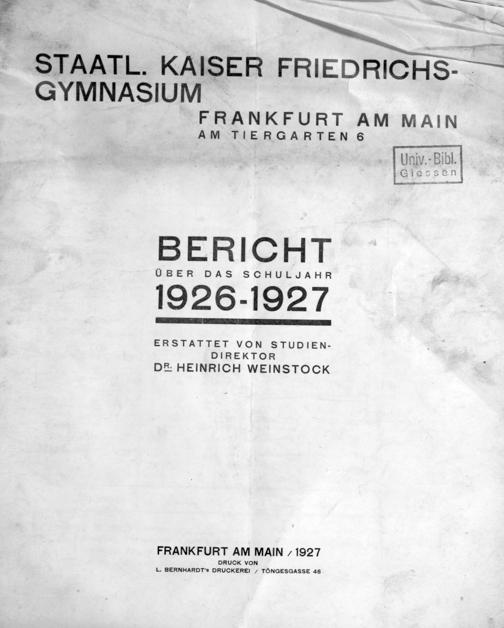 STAATL. KAISER FRIEDRICHS-
GYMNASIUM
FRANKFURT AM MAIN
AM TIERGARTEN 6
Univ.-Bibl.
Giessen
BERICHT
ÜBER DAS SCHULJAHR
1926-1927
ERSTATTET VON STUDIEN-
DIREKTOR
DR. HEINRICH WEINSTOCK
FRANKFURT AM MAIN / 1927
DRUCK VON
L. BERNHARDT's DRUCKEREI / TÖNGESGASSE 46